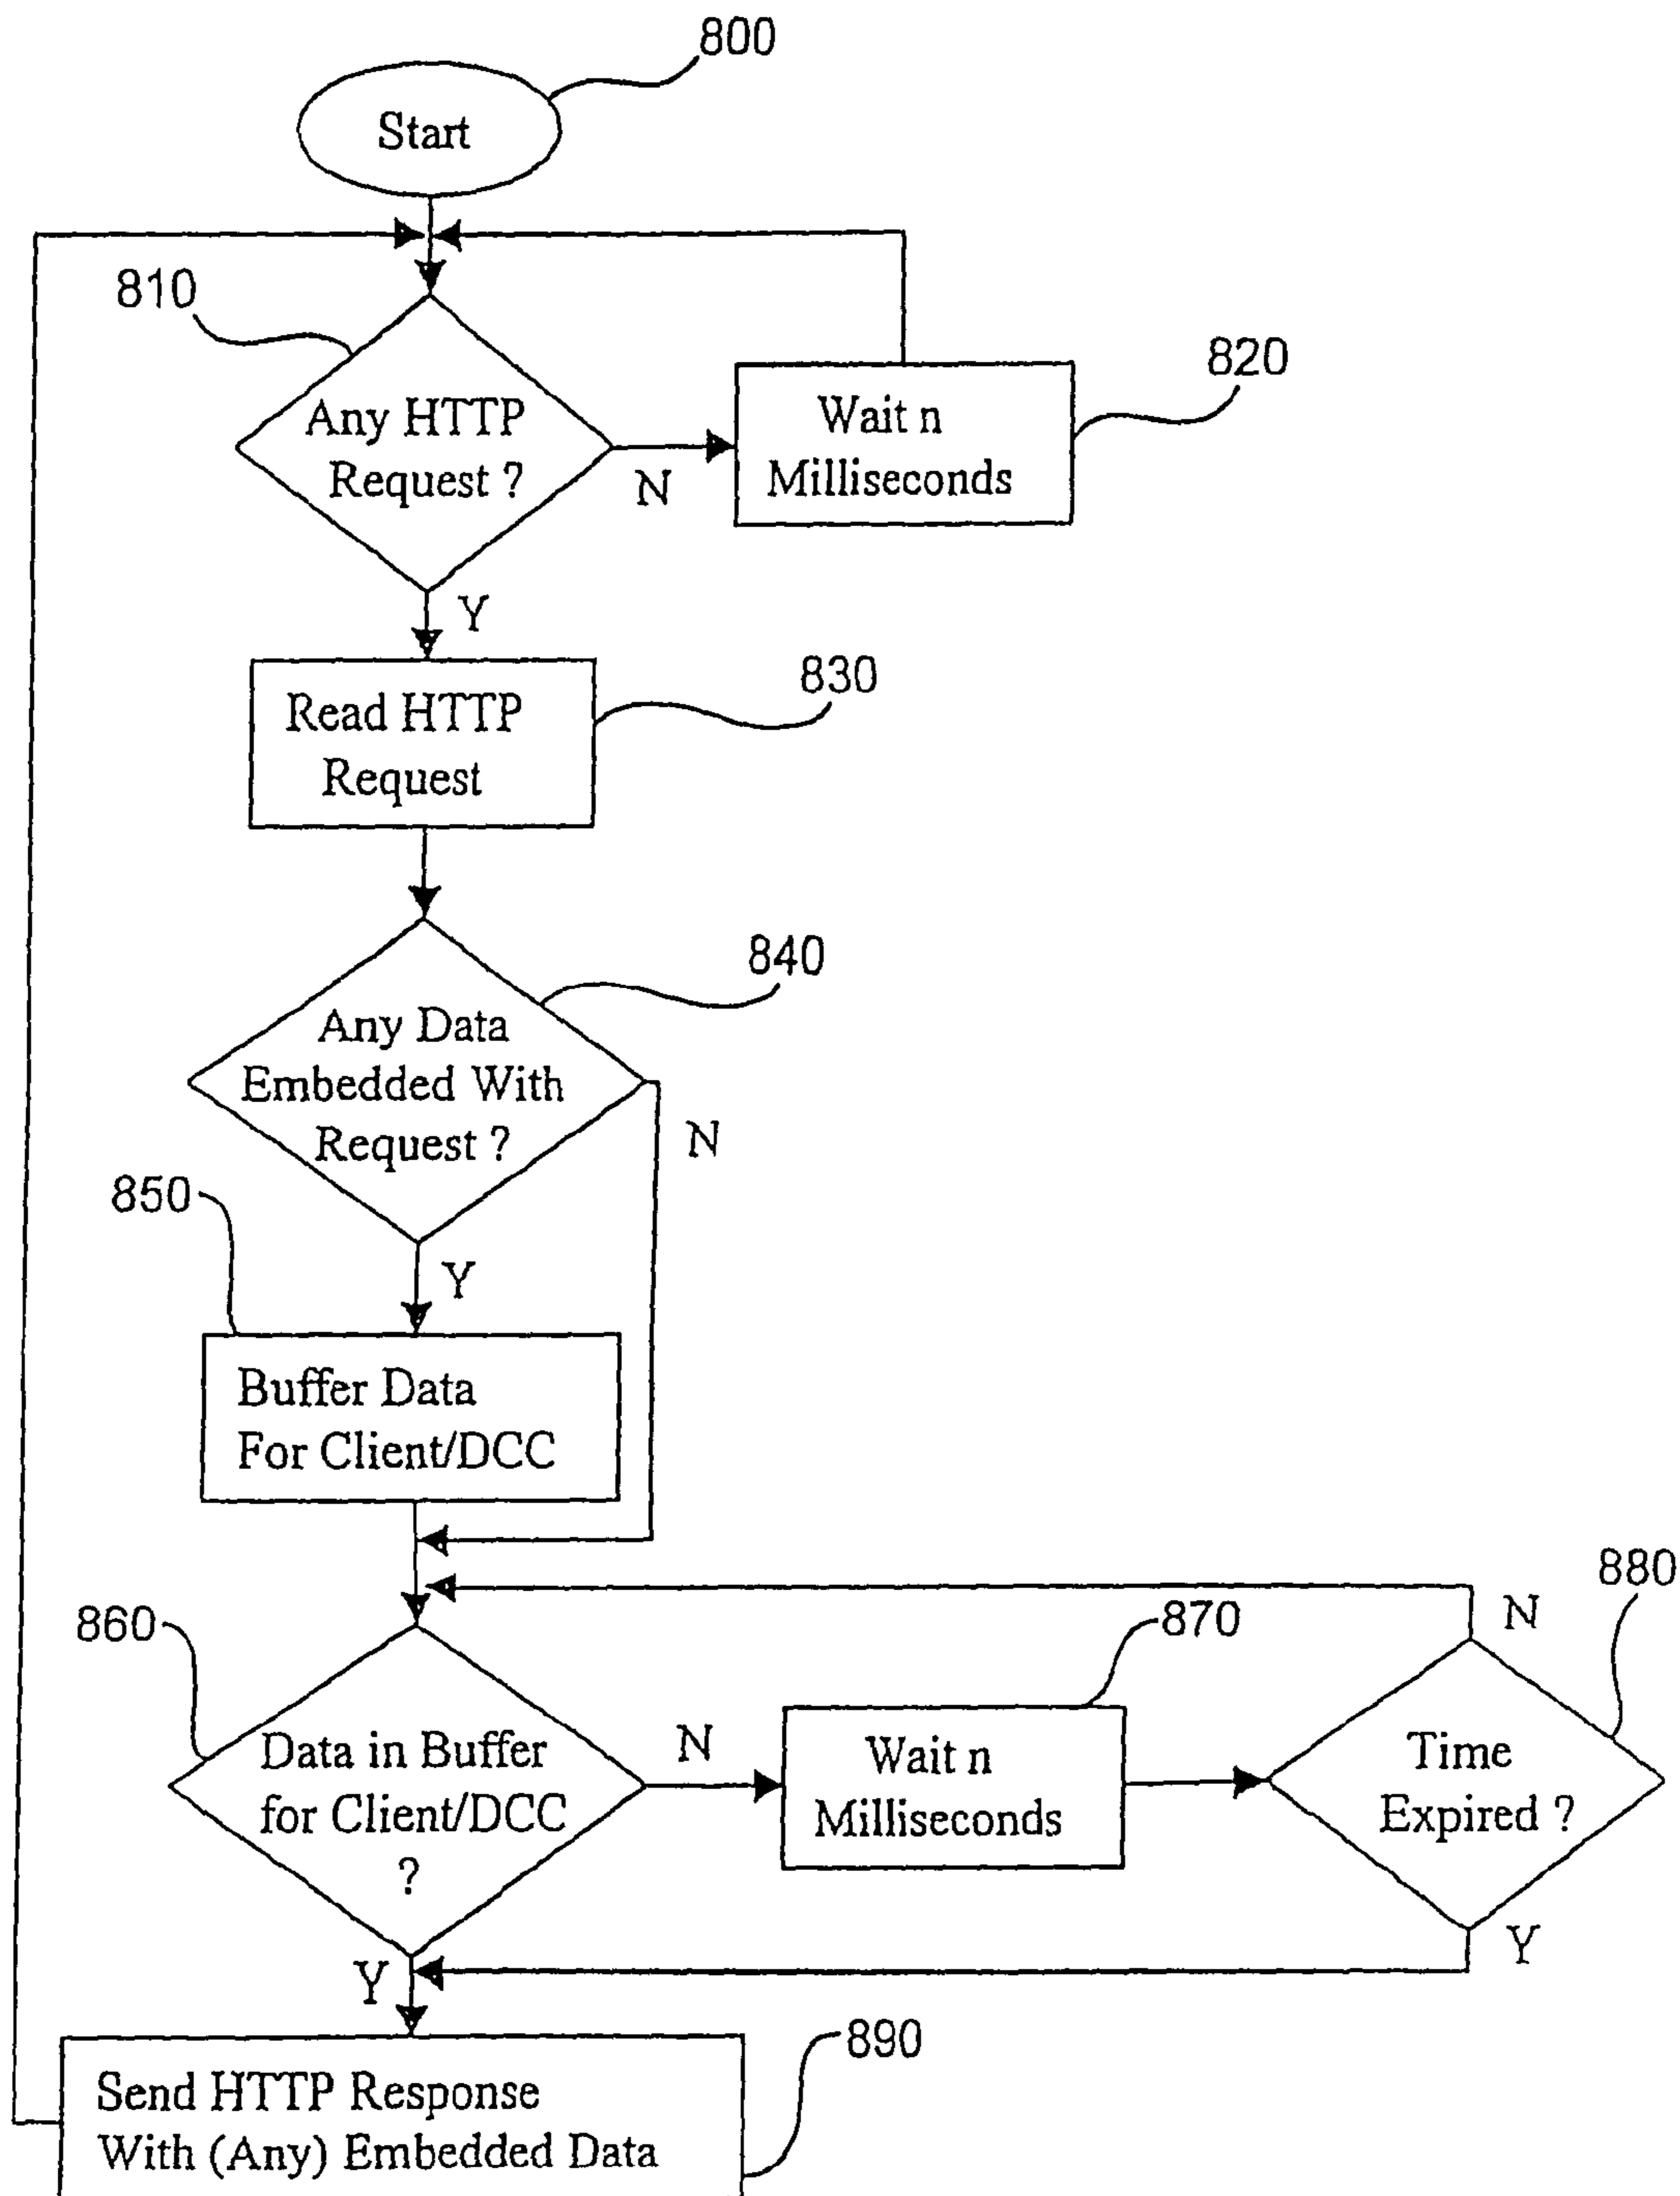 800
Start
810
Any HTTP
Request ?
N
Wait n
Milliseconds
820
Y
Read HTTP
Request
830
840
Any Data
Embedded With
Request ?
N
850
Y
Buffer Data
For Client/DCC
860
Data in Buffer
for Client/DCC
?
N
870
Wait n
Milliseconds
880
N
Time
Expired ?
Y
Y
890
Send HTTP Response
With (Any) Embedded Data